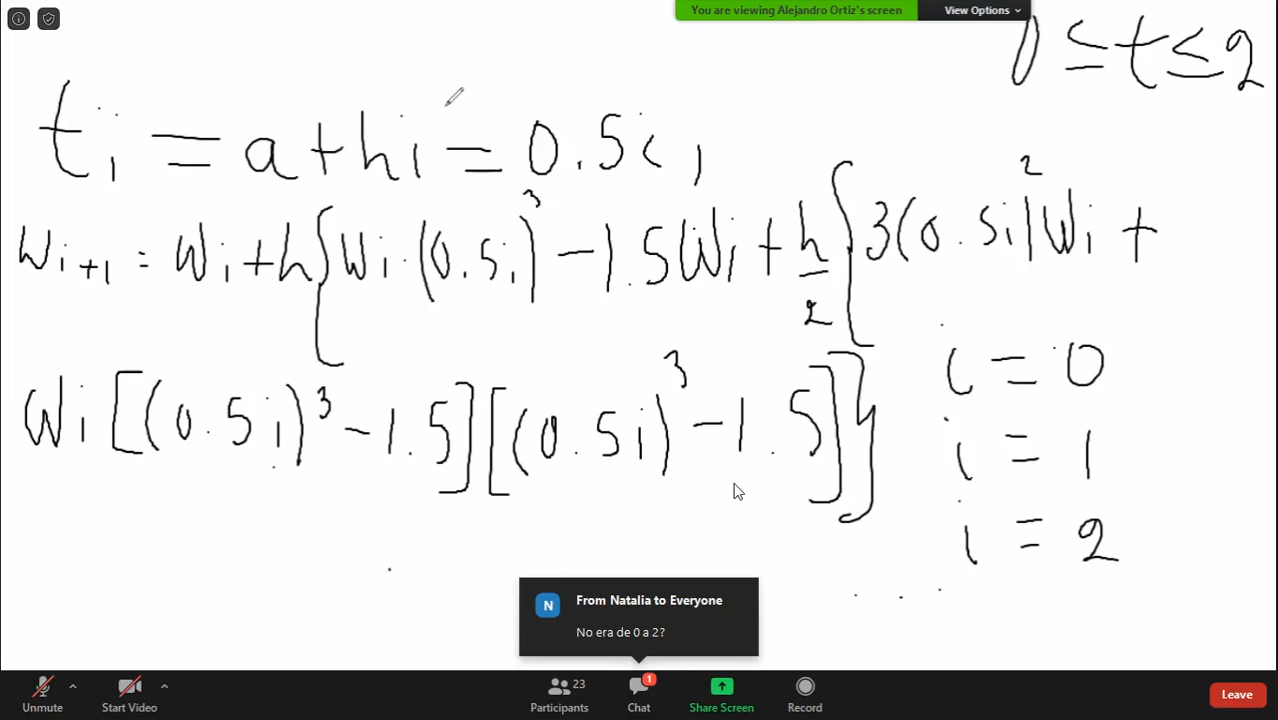 You are viewing Alejandro Ortiz's screen View Options
0 ≤ t ≤ 2
ti = a + hi = 0.5i,
Wi+1 = Wi + h{ Wi·(0.5i)^3 - 1.5Wi + h/2 { 3(0.5i)^2 Wi +
Wi [(0.5i)^3 - 1.5][(0.5i)^3 - 1.5]}}
i = 0
i = 1
i = 2
. . .
N From Natalia to Everyone
No era de 0 a 2?
23 1
Unmute Start Video Participants Chat Share Screen Record Leave